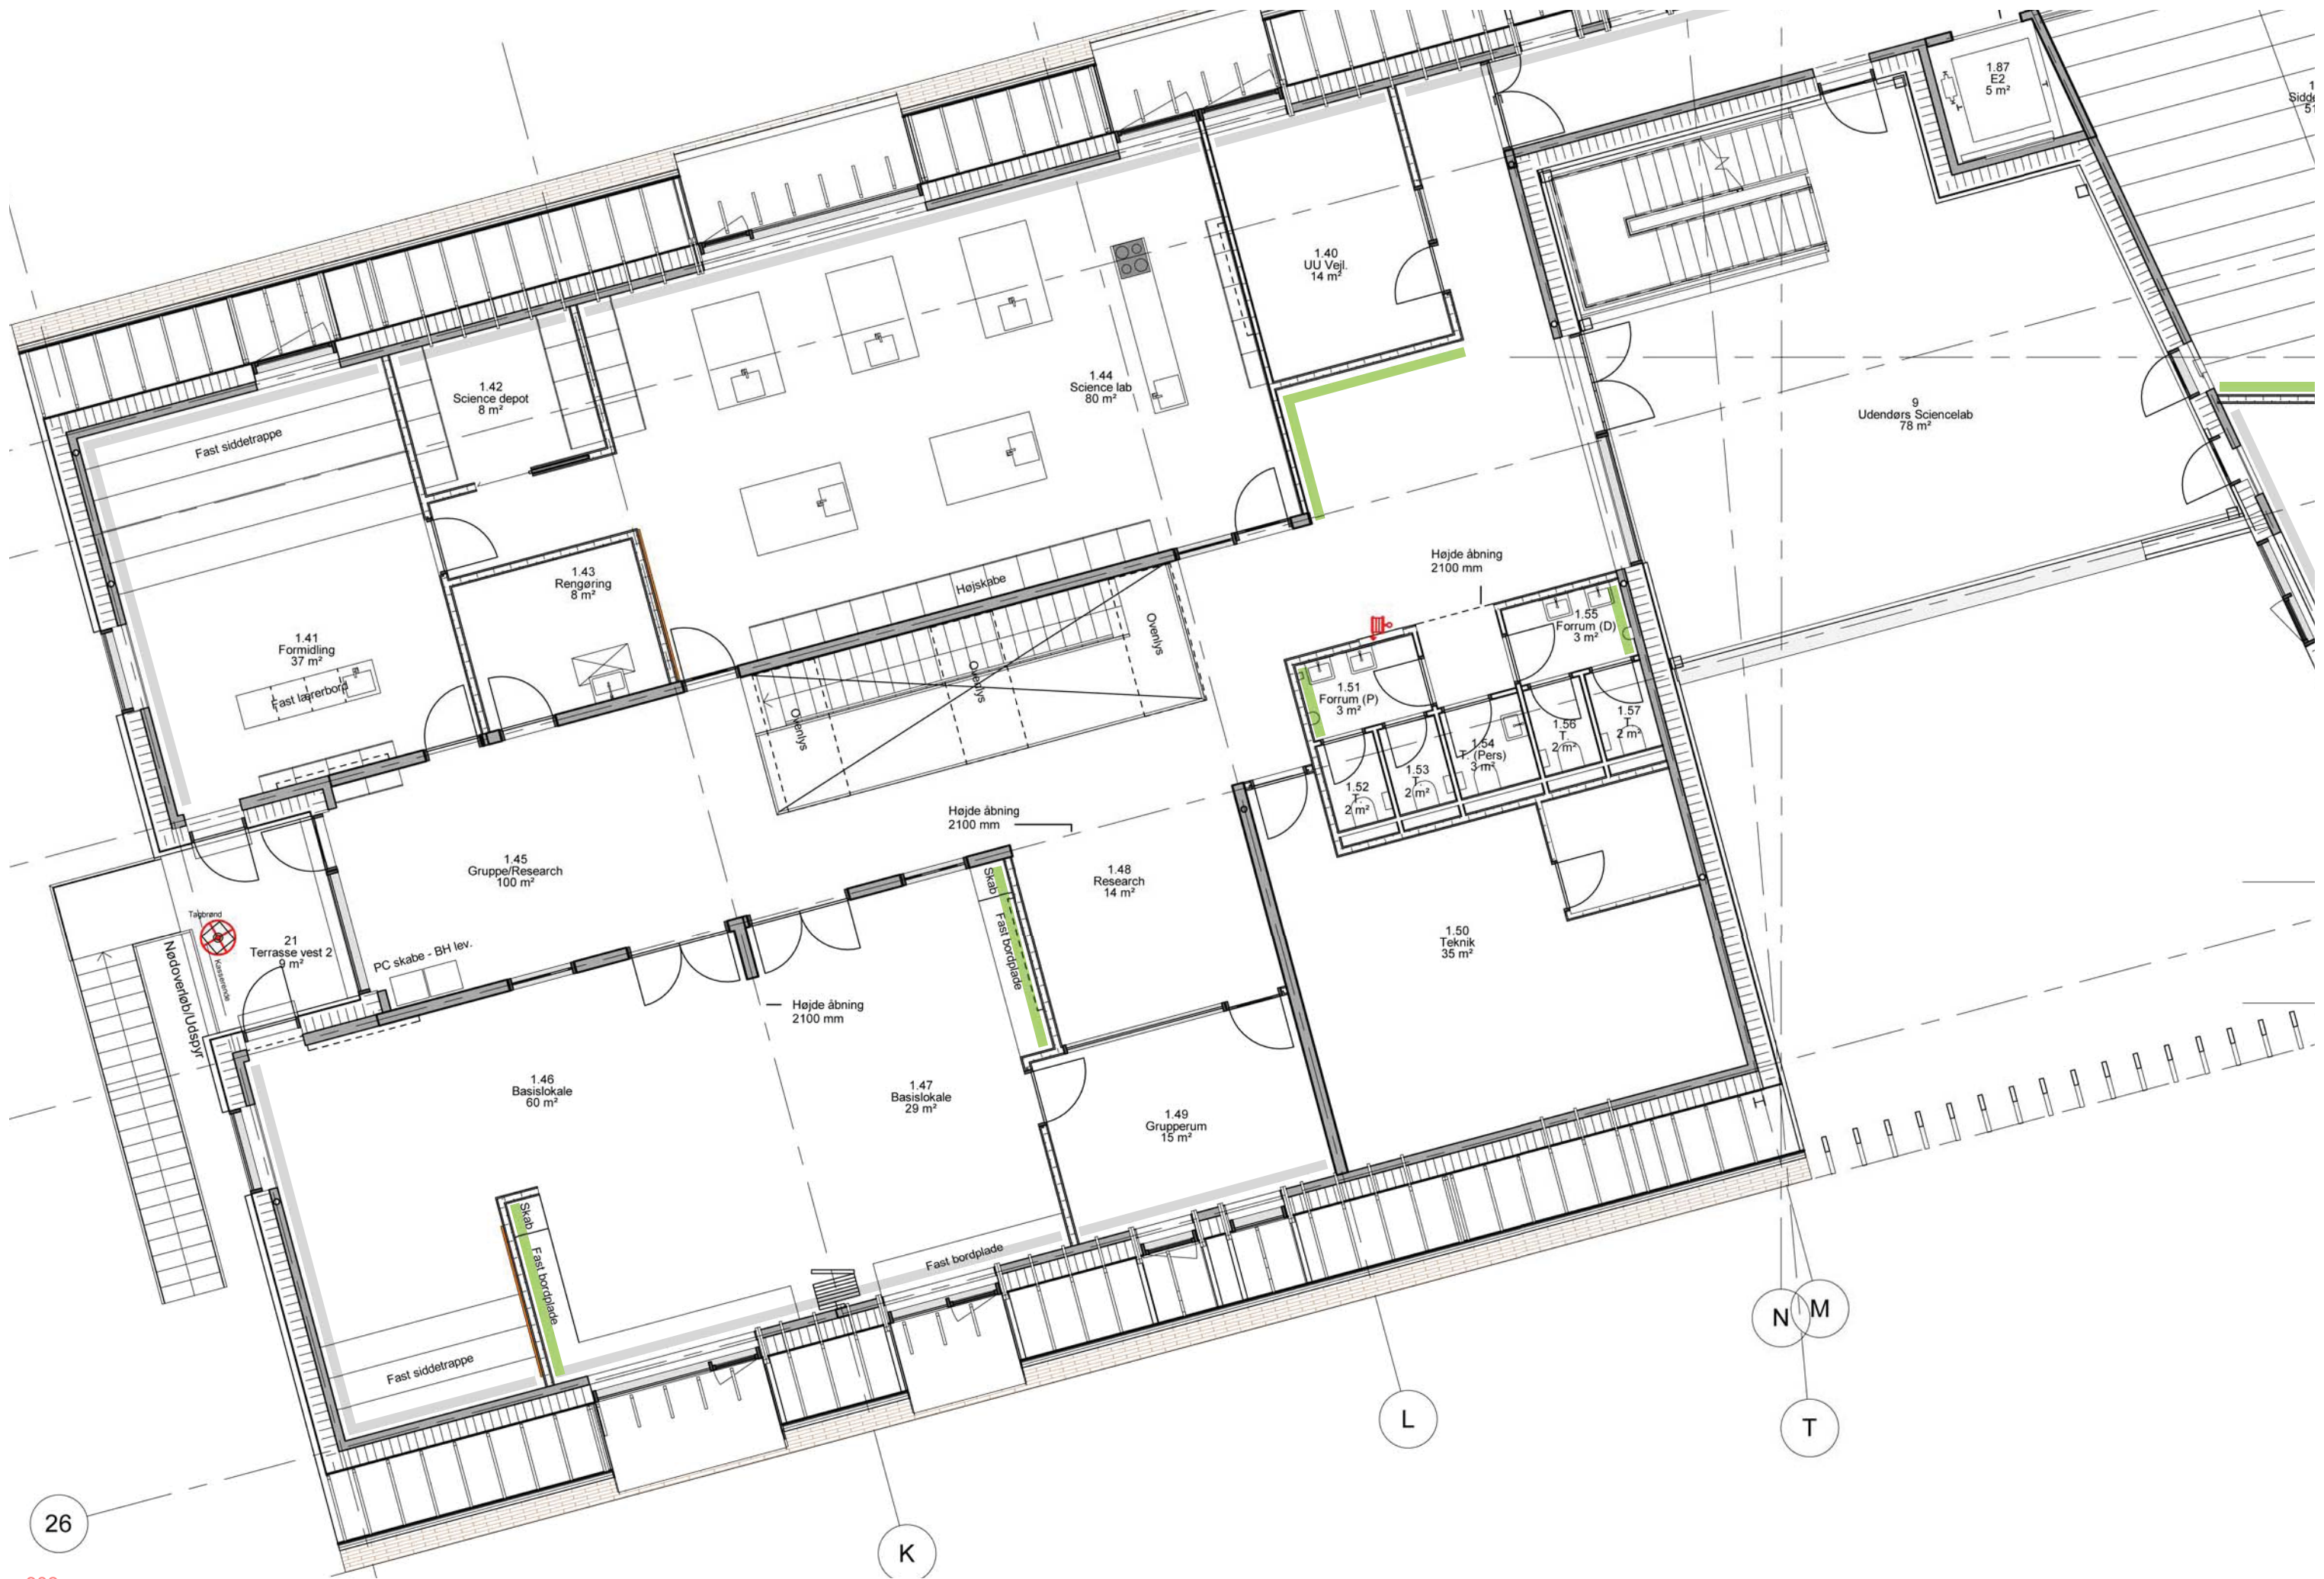 1.87
E2
5 m²
1.40
UU Vejl.
14 m²
1.42
Science depot
8 m²
1.44
Science lab
80 m²
9
Udendørs Sciencelab
78 m²
Fast siddetrappe
Højde åbning
2100 mm
1.43
Rengøring
8 m²
Højskabe
Ovenlys
Ovenlys
Ovenlys
1.55
Forrum (D)
3 m²
1.41
Formidling
37 m²
Fast lærerbord
1.51
Forrum (P)
3 m²
1.57
T.
2 m²
1.56
T.
2 m²
1.54
T. (Pers)
3 m²
1.53
T.
2 m²
1.52
T.
2 m²
Højde åbning
2100 mm
1.45
Gruppe/Research
100 m²
1.48
Research
14 m²
Skab
Fast bordplade
Tagbrønd
21
Terrasse vest 2
9 m²
Kasserende
Nødoverløb/Udspyr
PC skabe - BH lev.
1.50
Teknik
35 m²
Højde åbning
2100 mm
1.46
Basislokale
60 m²
1.47
Basislokale
29 m²
1.49
Grupperum
15 m²
Skab
Fast bordplade
Fast bordplade
Fast siddetrappe
N
M
L
T
26
K